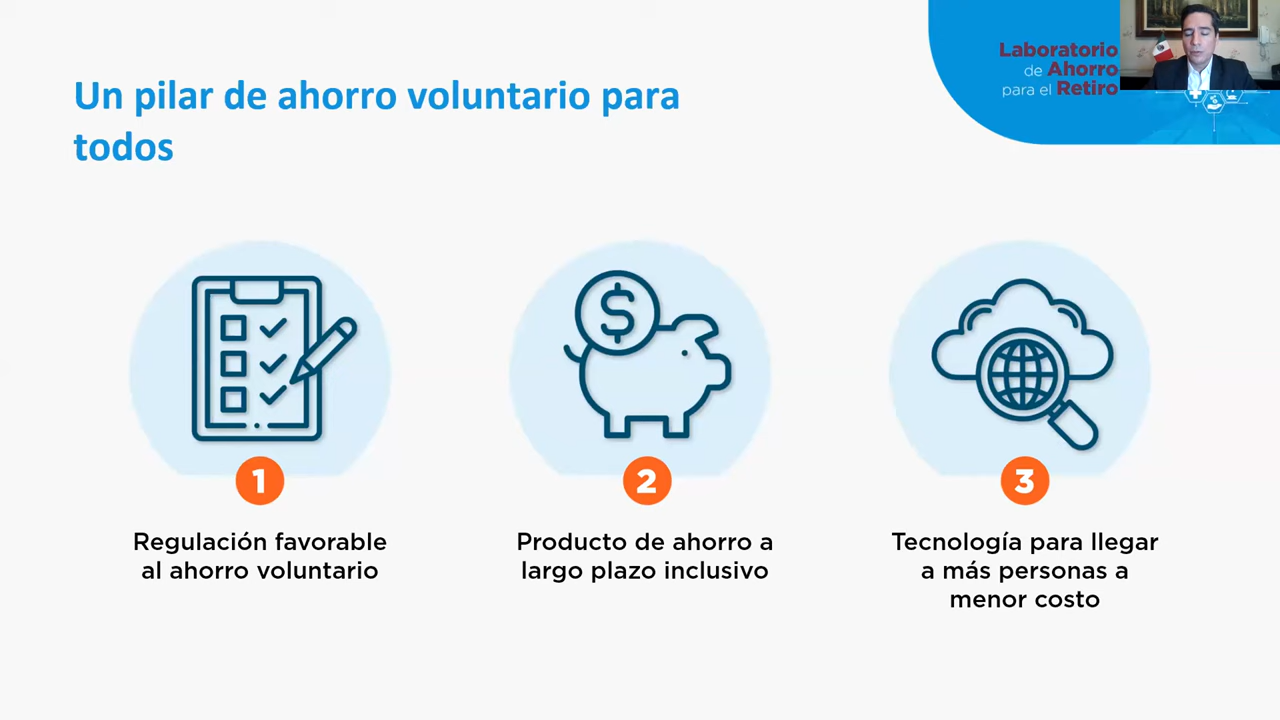 Un pilar de ahorro voluntario para
todos
Laboratorio
de Ahorro
para el Retiro
$
1
Regulación favorable
al ahorro voluntario
2
Producto de ahorro a
largo plazo inclusivo
3
Tecnología para llegar
a más personas a
menor costo